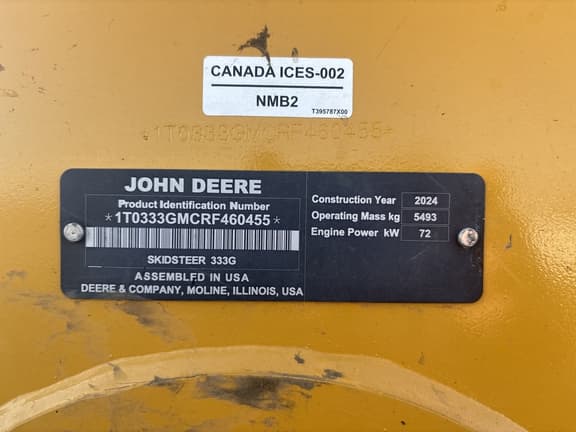 CANADA ICES-002
NMB2
T395787X00
*1T0333GMCRF460455*
JOHN DEERE
Product Identification Number
*1T0333GMCRF460455*
SKIDSTEER 333G
ASSEMBLED IN USA
DEERE & COMPANY, MOLINE, ILLINOIS, USA
Construction Year 2024
Operating Mass kg 5493
Engine Power kW 72